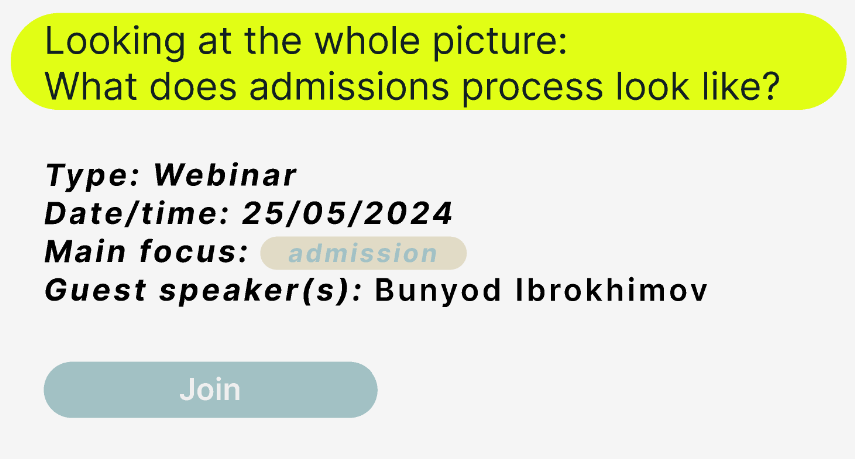 Looking at the whole picture:
What does admissions process look like?
Type: Webinar
Date/time: 25/05/2024
Main focus: admission
Guest speaker(s): Bunyod Ibrokhimov
Join